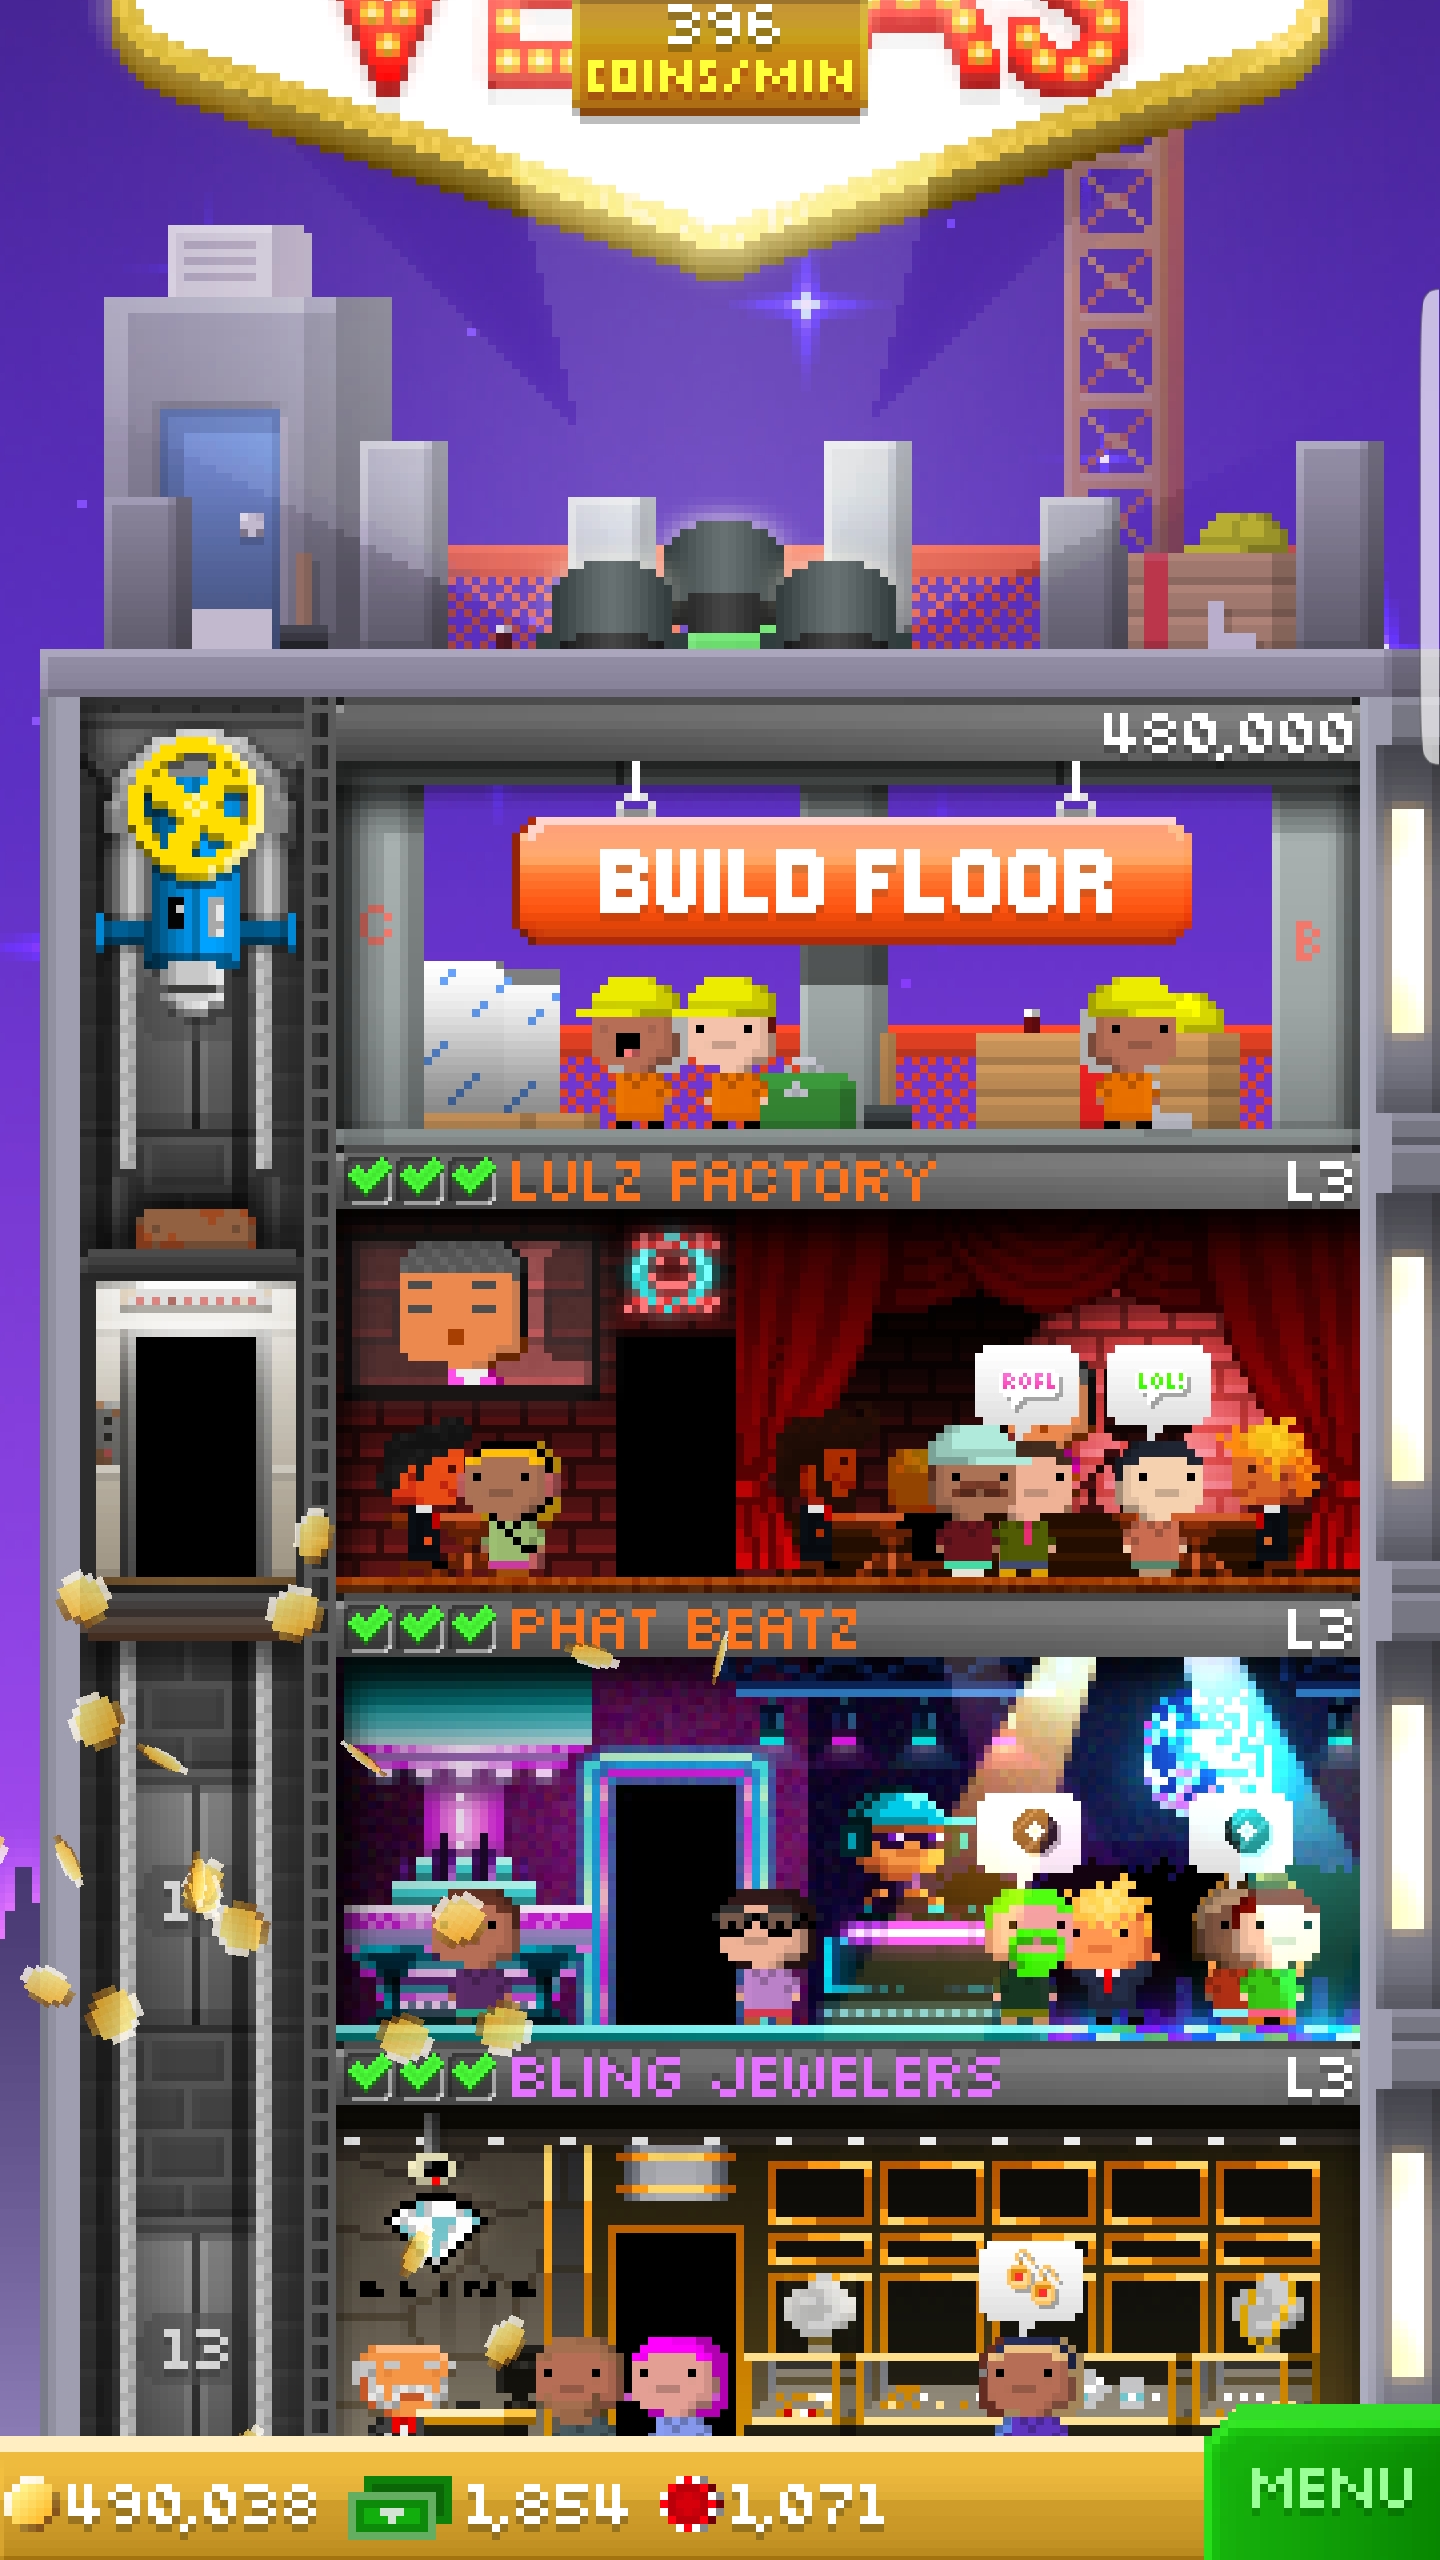 396
COINS/MIN
480,000
BUILD FLOOR
C
B
LULZ FACTORY L3
ROFL
LOL!
PHAT BEATZ L3
BLING JEWELERS L3
BLING
13
490,038 1,854 1,071
MENU